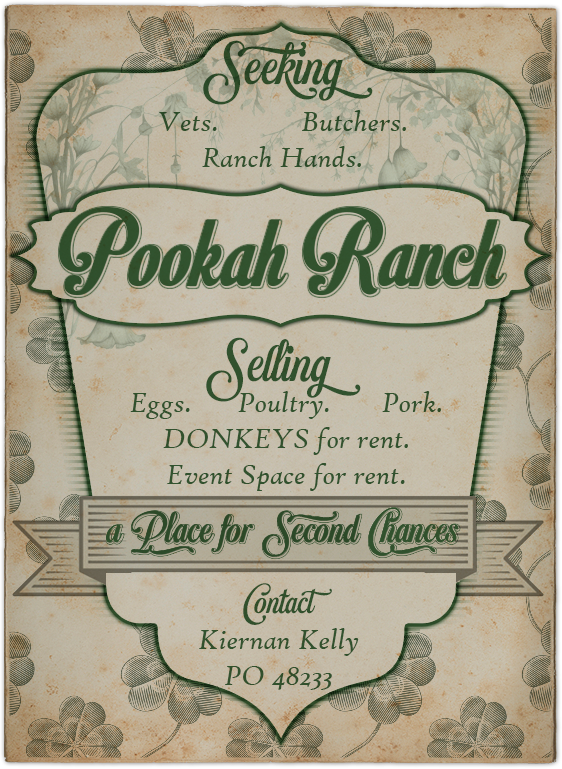 Seeking
Vets. Butchers.
Ranch Hands.
Pookah Ranch
Selling
Eggs. Poultry. Pork.
DONKEYS for rent.
Event Space for rent.
a Place for Second Chances
Contact
Kiernan Kelly
PO 48233